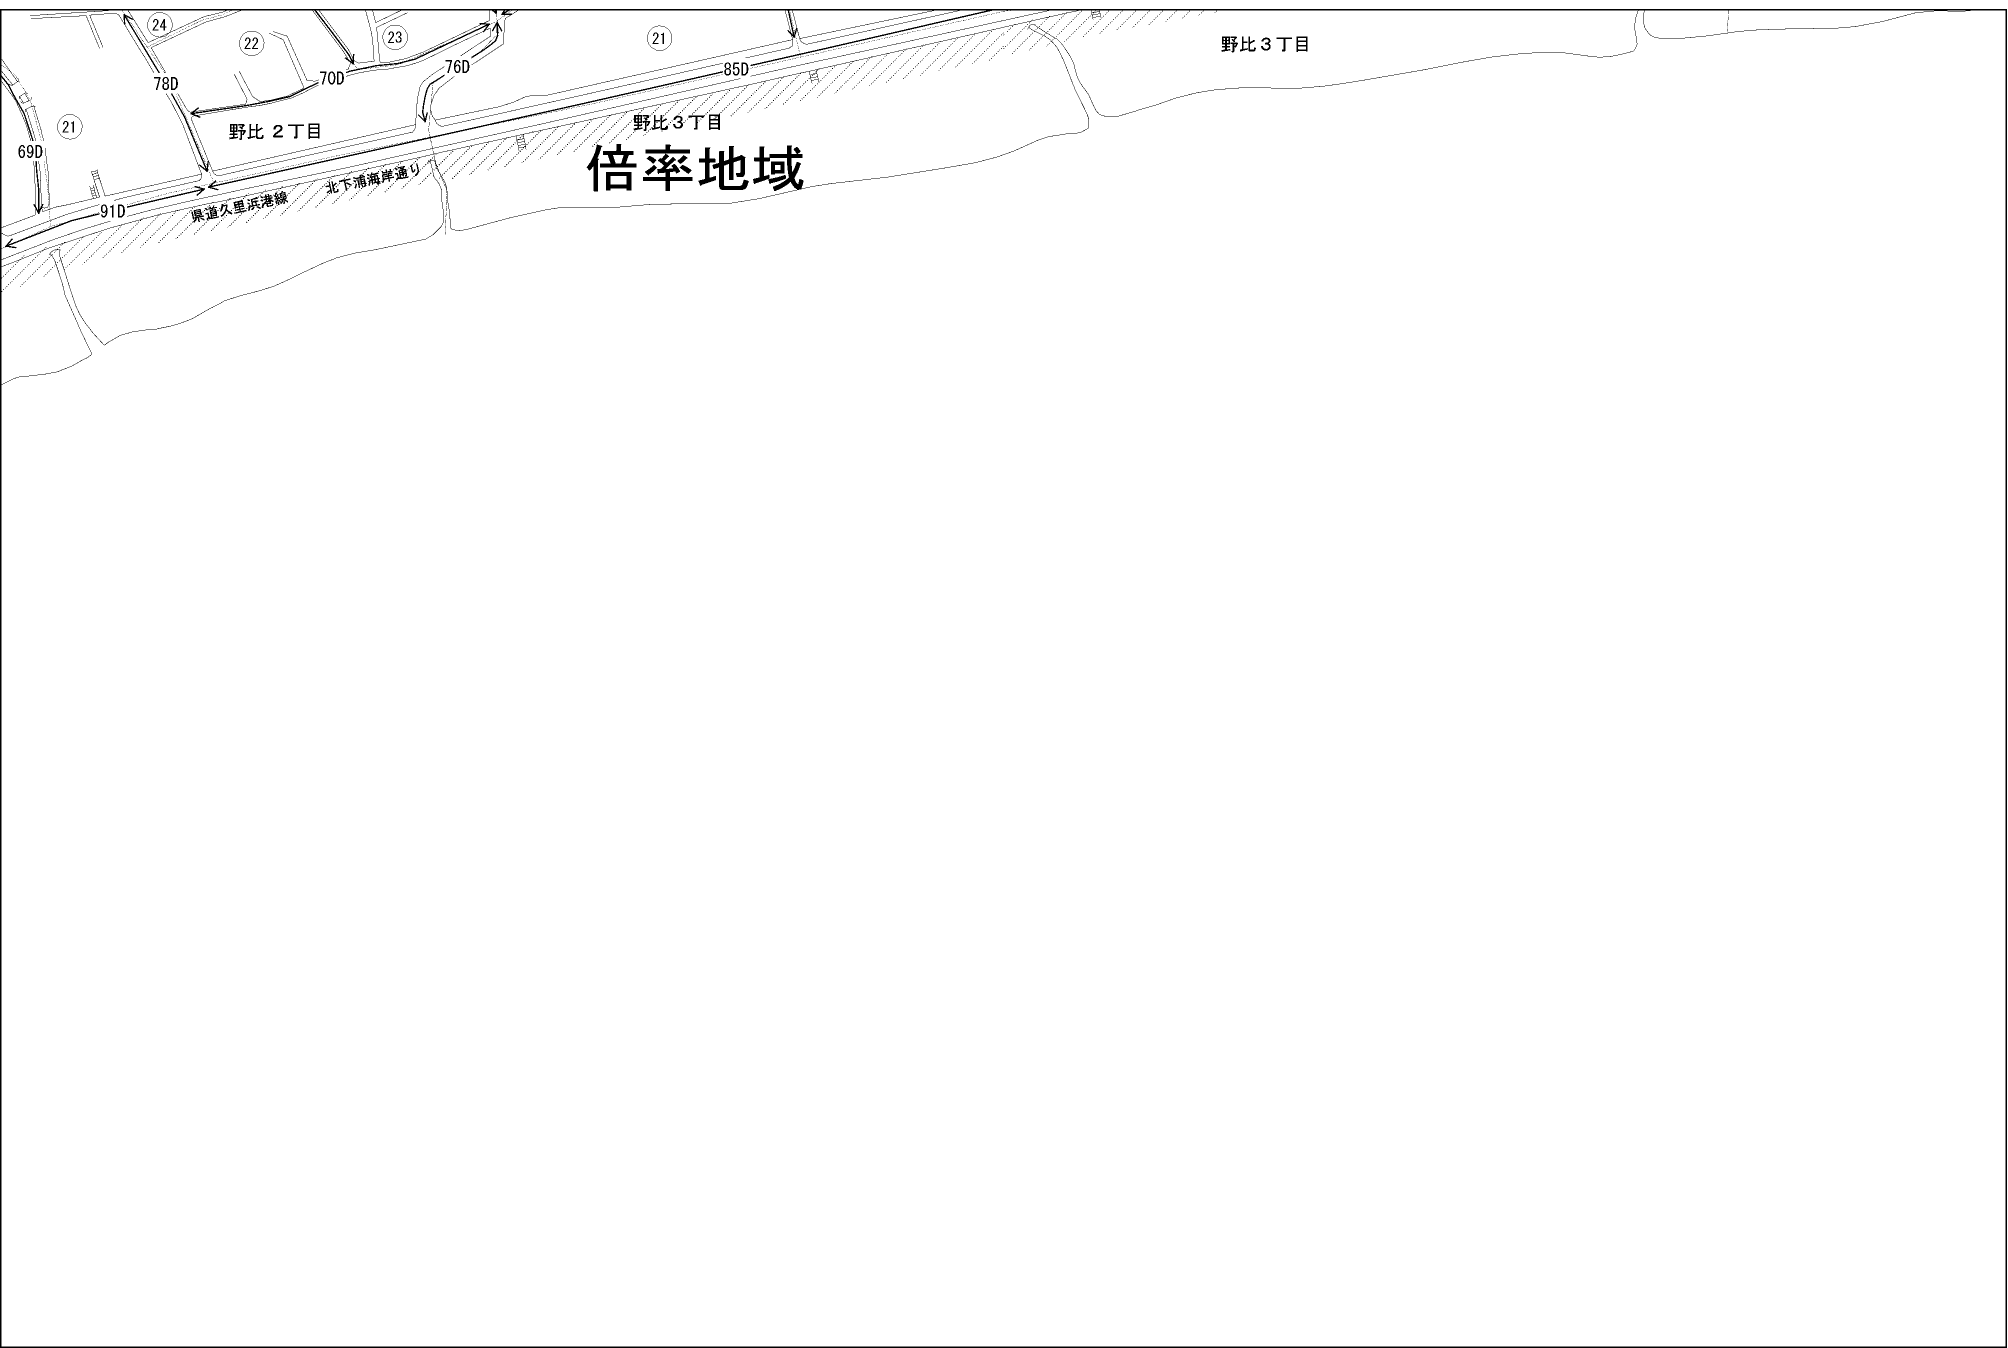 24
22
23
21
野比３丁目
78D
70D
76D
85D
21
野比 ２丁目
野比３丁目
69D
倍率地域
91D
県道久里浜港線
北下浦海岸通り